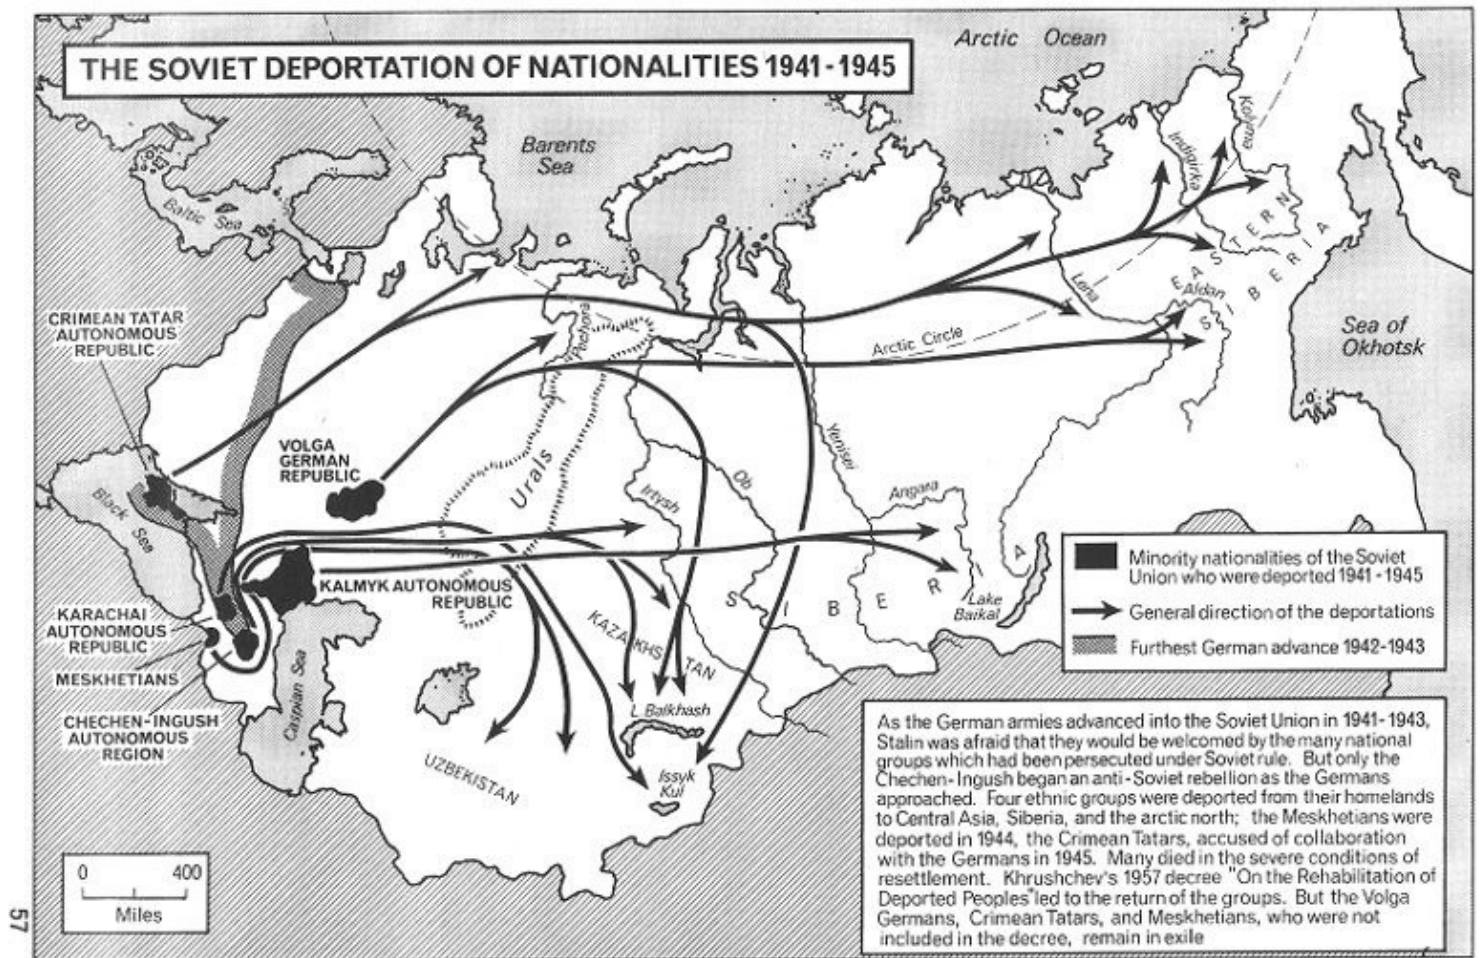 THE SOVIET DEPORTATION OF NATIONALITIES 1941-1945
Arctic Ocean
Barents
Sea
Baltic Sea
Kolyma
Indigirka
EASTERN
SIBERIA
Lena
Aldan
Sea of
Okhotsk
Arctic Circle
Pechora
CRIMEAN TATAR
AUTONOMOUS
REPUBLIC
VOLGA
GERMAN
REPUBLIC
Urals
Black Sea
Irtysh
Ob
Yenispi
Angara
SIBERIA
Lake
Baikal
KALMYK AUTONOMOUS
REPUBLIC
KARACHAI
AUTONOMOUS
REPUBLIC
MESKHETIANS
CHECHEN-INGUSH
AUTONOMOUS
REGION
Caspian Sea
KAZAKHSTAN
L. Balkhash
UZBEKISTAN
Issyk
Kul
Minority nationalities of the Soviet
Union who were deported 1941-1945
General direction of the deportations
Furthest German advance 1942-1943
As the German armies advanced into the Soviet Union in 1941-1943,
Stalin was afraid that they would be welcomed by the many national
groups which had been persecuted under Soviet rule. But only the
Chechen-Ingush began an anti-Soviet rebellion as the Germans
approached. Four ethnic groups were deported from their homelands
to Central Asia, Siberia, and the arctic north; the Meskhetians were
deported in 1944, the Crimean Tatars, accused of collaboration
with the Germans in 1945. Many died in the severe conditions of
resettlement. Khrushchev's 1957 decree "On the Rehabilitation of
Deported Peoples" led to the return of the groups. But the Volga
Germans, Crimean Tatars, and Meskhetians, who were not
included in the decree, remain in exile
0 400
Miles
57